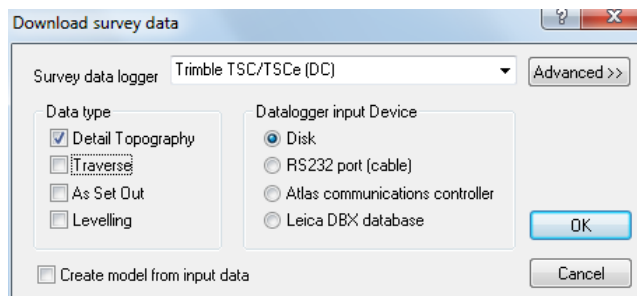 Download survey data
?
Survey data logger Trimble TSC/TSCe (DC) Advanced >>
Data type
Detail Topography
Traverse
As Set Out
Levelling
Datalogger input Device
Disk
RS232 port (cable)
Atlas communications controller
Leica DBX database
OK
Create model from input data
Cancel